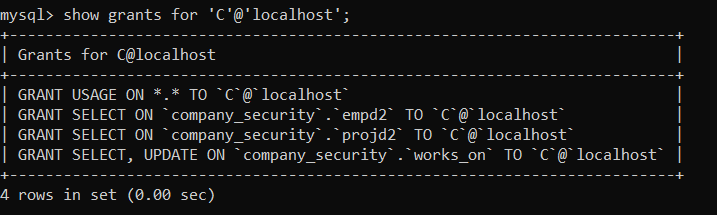 mysql> show grants for 'C'@'localhost';
+---------------------------------------------------------------------------+
| Grants for C@localhost                                                    |
+---------------------------------------------------------------------------+
| GRANT USAGE ON *.* TO `C`@`localhost`                                     |
| GRANT SELECT ON `company_security`.`empd2` TO `C`@`localhost`             |
| GRANT SELECT ON `company_security`.`projd2` TO `C`@`localhost`            |
| GRANT SELECT, UPDATE ON `company_security`.`works_on` TO `C`@`localhost` |
+---------------------------------------------------------------------------+
4 rows in set (0.00 sec)